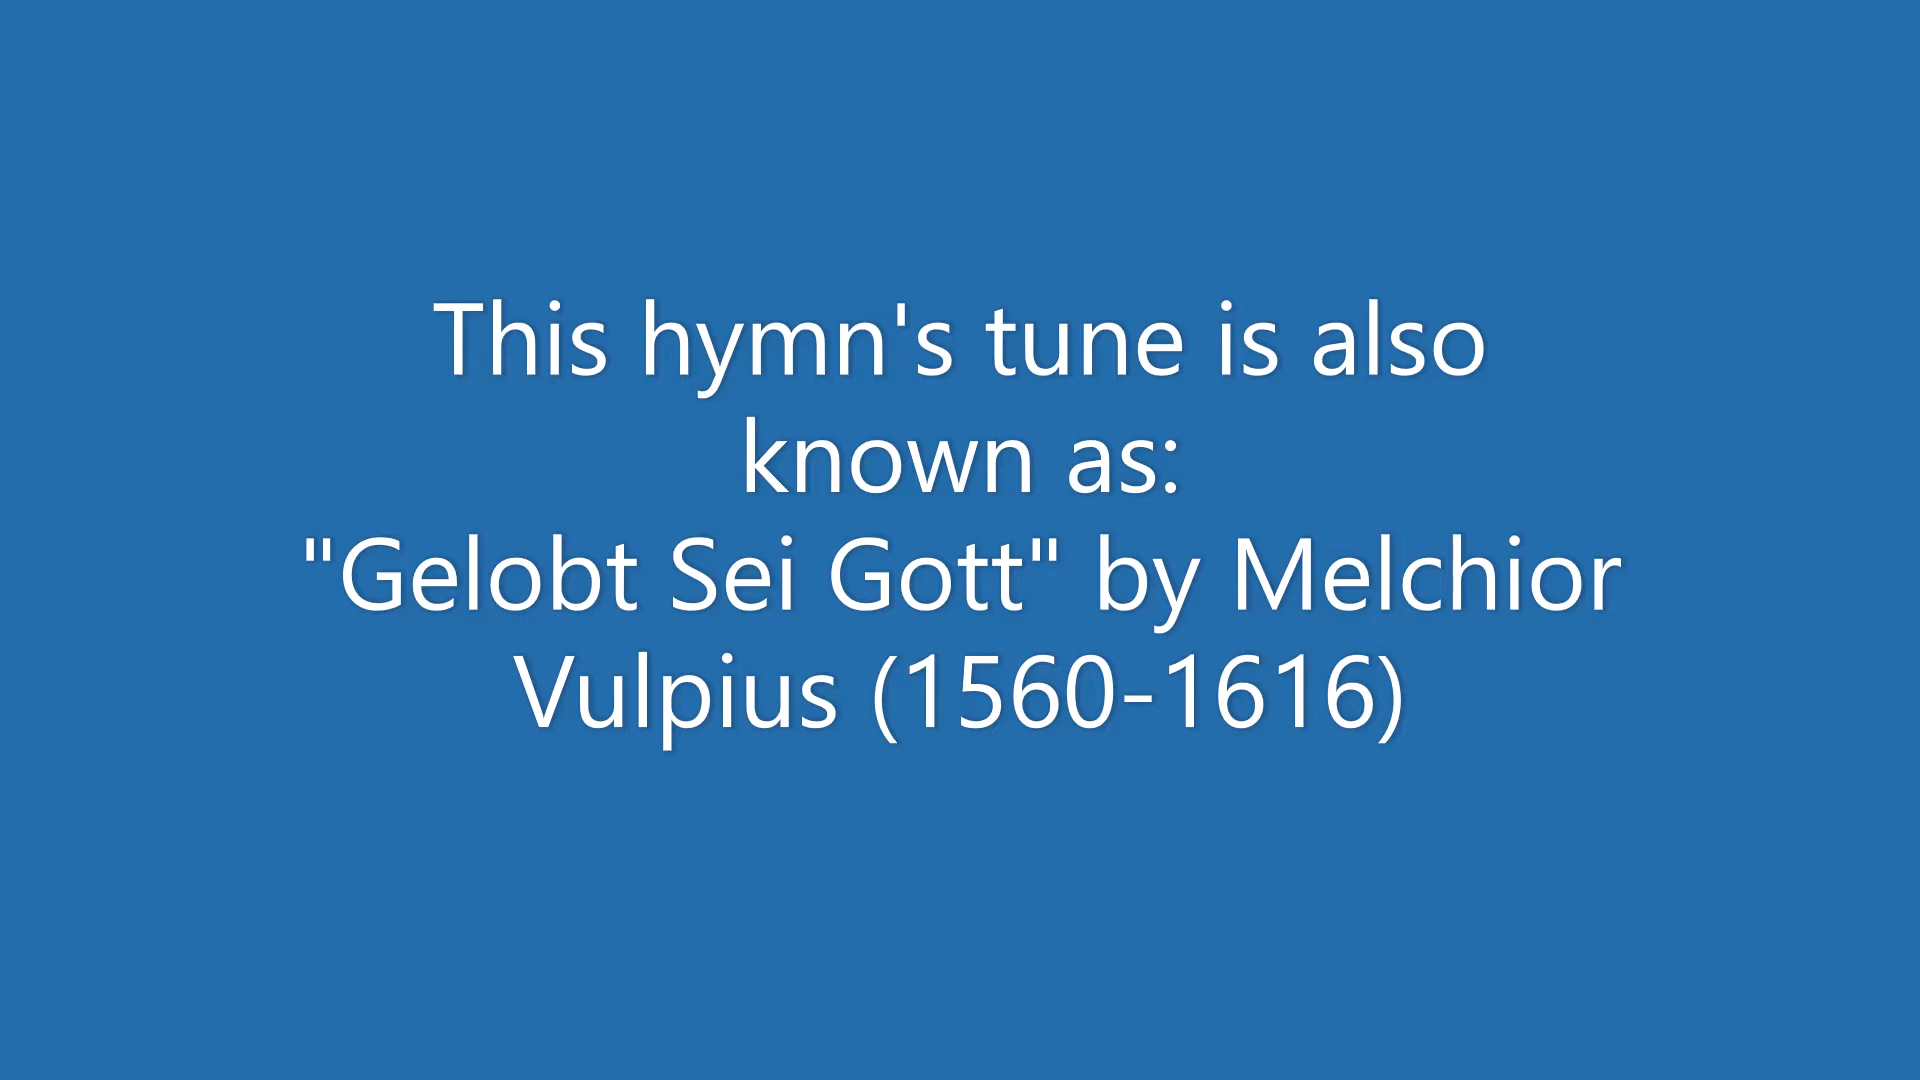 This hymn's tune is also
known as:
"Gelobt Sei Gott" by Melchior
Vulpius (1560-1616)